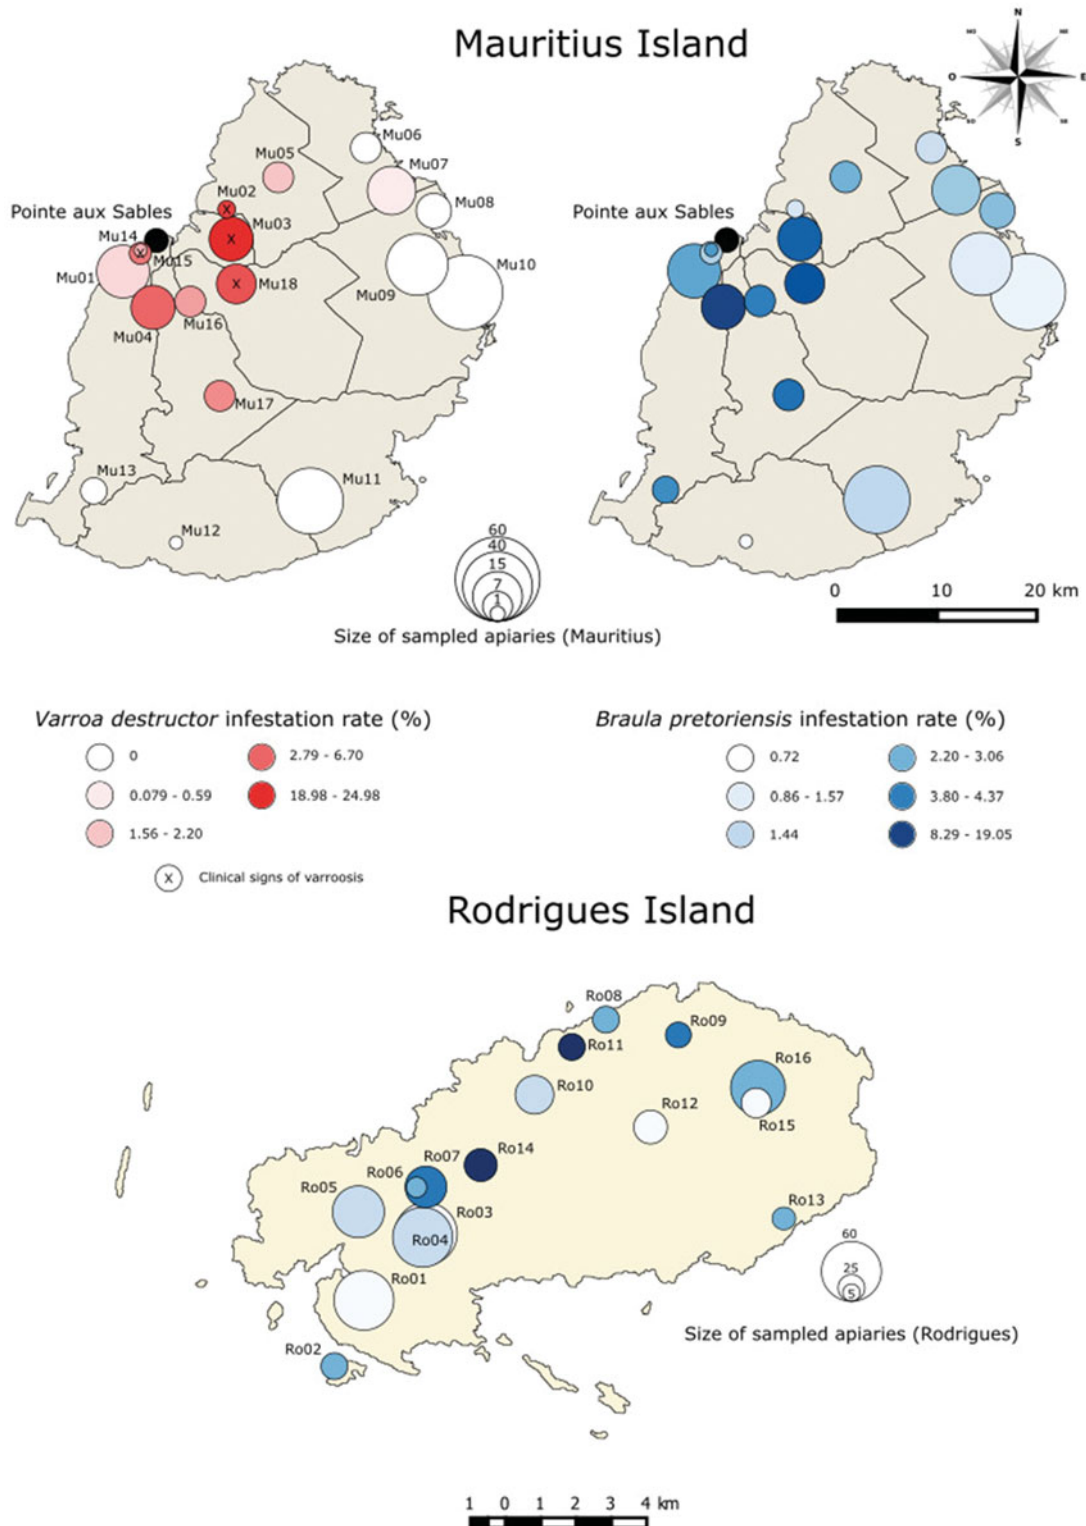 Mauritius Island
N
NO
NE
O
E
SO
SE
S
Mu06
Mu05
Mu07
Mu02
Mu08
Pointe aux Sables
Mu03
Mu14
Mu15
Mu01
Mu18
Mu10
Mu09
Mu16
Mu04
Mu17
Mu13
Mu11
Mu12
60
40
15
7
1
Size of sampled apiaries (Mauritius)
Pointe aux Sables
0 10 20 km
Varroa destructor infestation rate (%)
0
0.079 - 0.59
1.56 - 2.20
2.79 - 6.70
18.98 - 24.98
x Clinical signs of varroosis
Braula pretoriensis infestation rate (%)
0.72
0.86 - 1.57
1.44
2.20 - 3.06
3.80 - 4.37
8.29 - 19.05
Rodrigues Island
Ro08
Ro09
Ro11
Ro16
Ro10
Ro12
Ro15
Ro14
Ro07
Ro06
Ro05
Ro03
Ro04
Ro13
Ro01
Ro02
60
25
5
Size of sampled apiaries (Rodrigues)
1 0 1 2 3 4 km